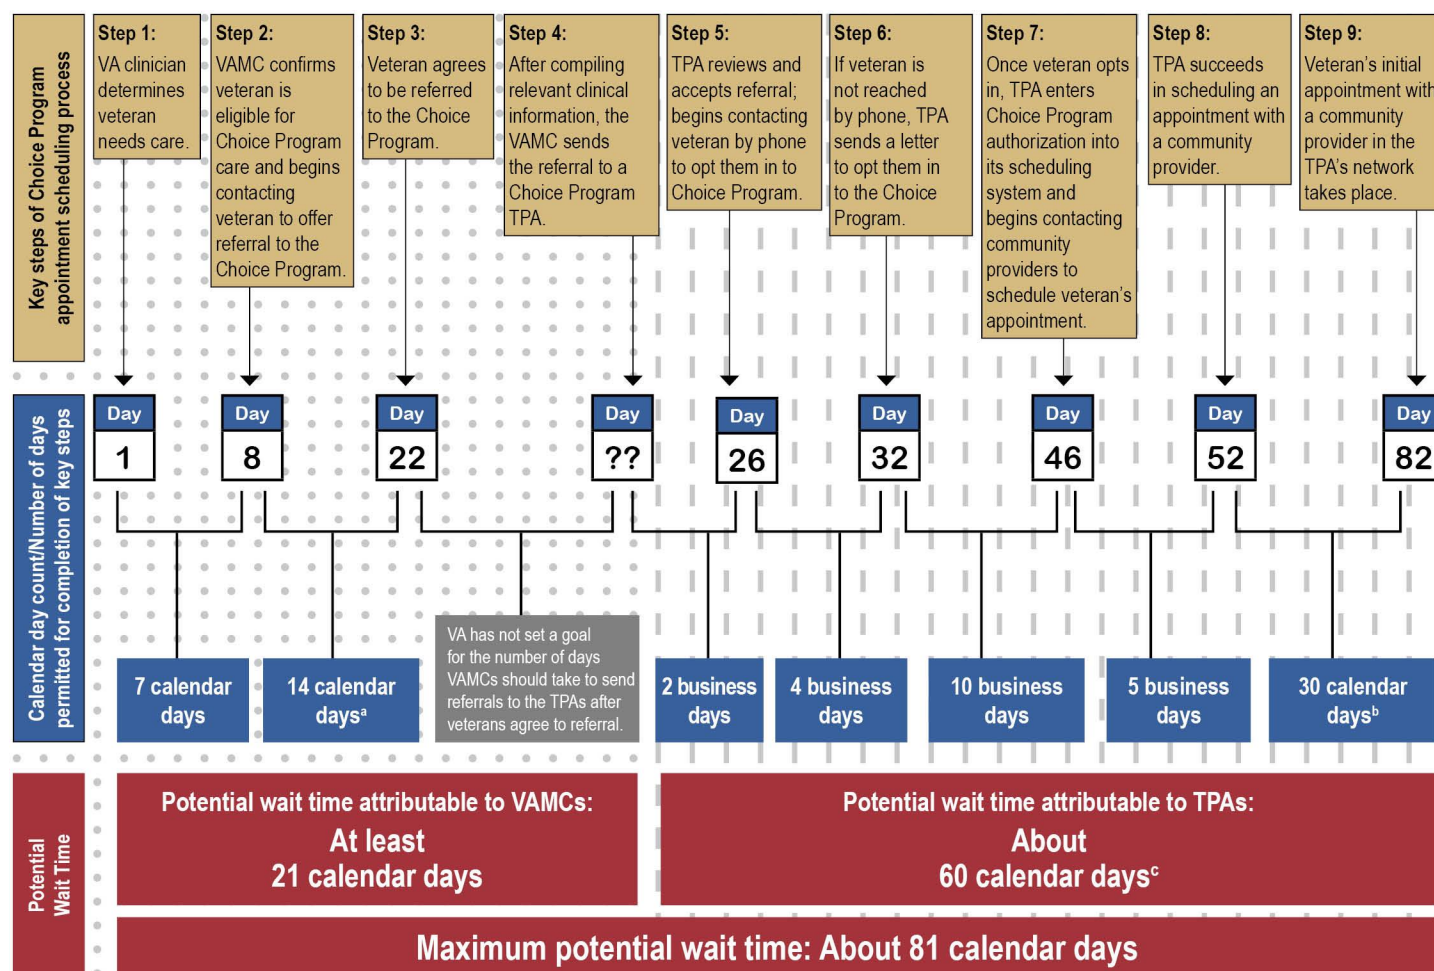 Key steps of Choice Program
appointment scheduling process
Step 1:
VA clinician
determines
veteran
needs care.
Step 2:
VAMC confirms
veteran is
eligible for
Choice Program
care and begins
contacting
veteran to offer
referral to the
Choice Program.
Step 3:
Veteran agrees
to be referred
to the Choice
Program.
Step 4:
After compiling
relevant clinical
information, the
VAMC sends
the referral to a
Choice Program
TPA.
Step 5:
TPA reviews and
accepts referral;
begins contacting
veteran by phone
to opt them in to
Choice Program.
Step 6:
If veteran is
not reached
by phone, TPA
sends a letter
to opt them in
to the Choice
Program.
Step 7:
Once veteran opts
in, TPA enters
Choice Program
authorization into
its scheduling
system and
begins contacting
community
providers to
schedule veteran’s
appointment.
Step 8:
TPA succeeds
in scheduling an
appointment with
a community
provider.
Step 9:
Veteran’s initial
appointment with
a community
provider in the
TPA’s network
takes place.
Calendar day count/Number of days
permitted for completion of key steps
Day
1
Day
8
Day
22
Day
??
Day
26
Day
32
Day
46
Day
52
Day
82
7 calendar
days
14 calendar
daysᵃ
VA has not set a goal
for the number of days
VAMCs should take to send
referrals to the TPAs after
veterans agree to referral.
2 business
days
4 business
days
10 business
days
5 business
days
30 calendar
daysᵇ
Potential
Wait Time
Potential wait time attributable to VAMCs:
At least
21 calendar days
Potential wait time attributable to TPAs:
About
60 calendar daysᶜ
Maximum potential wait time: About 81 calendar days